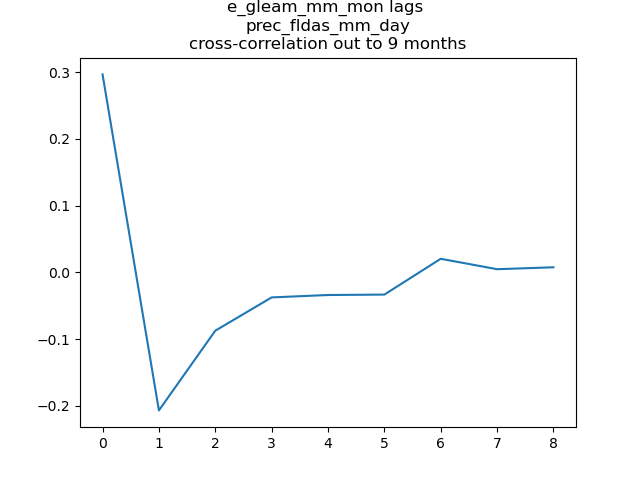 e_gleam_mm_mon lags
prec_fldas_mm_day
cross-correlation out to 9 months
0.3
0.2
0.1
0.0
−0.1
−0.2
0 1 2 3 4 5 6 7 8